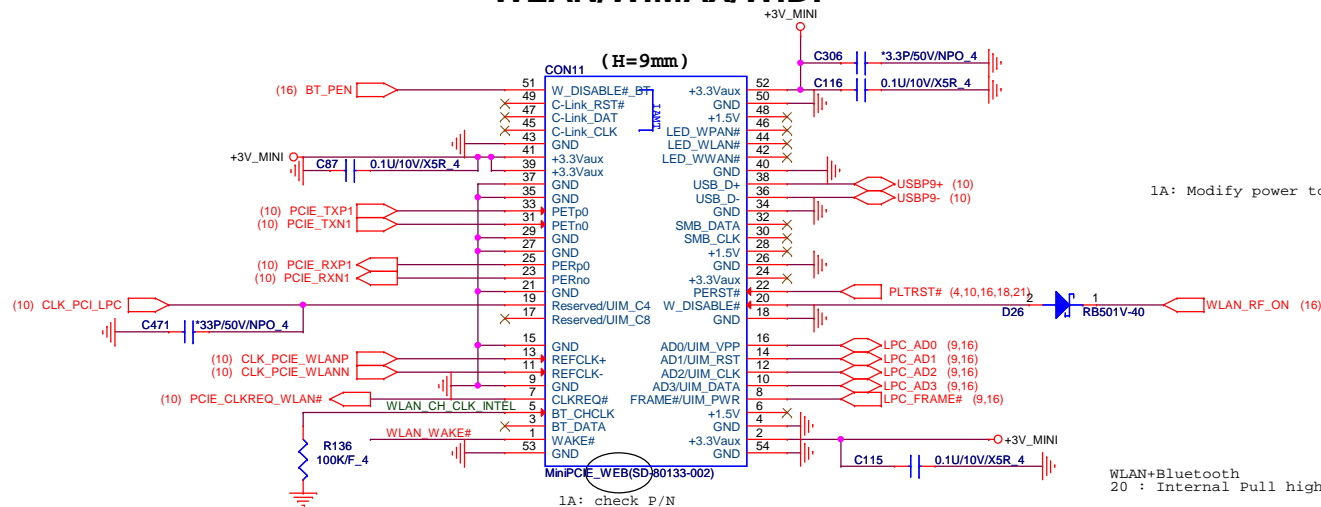 +3V_MINI
(H=9mm)
CON11
C306 *3.3P/50V/NPO_4
C116 0.1U/10V/X5R_4
(16) BT_PEN 51 W_DISABLE#_BT +3.3Vaux 52
49 C-Link_RST# GND 50
47 C-Link_DAT +1.5V 48
45 C-Link_CLK LED_WPAN# 46
43 GND LED_WLAN# 44
+3V_MINI 41 +3.3Vaux LED_WWAN# 42
C87 0.1U/10V/X5R_4 39 +3.3Vaux GND 40
37 GND USB_D+ 38 USBP9+ (10)
35 GND USB_D- 36 USBP9- (10)
1A: Modify power to
(10) PCIE_TXP1 33 PETp0 GND 34
(10) PCIE_TXN1 31 PETn0 SMB_DATA 32
29 GND SMB_CLK 30
27 GND +1.5V 28
(10) PCIE_RXP1 25 PERp0 GND 26
(10) PCIE_RXN1 23 PERno +3.3Vaux 24
21 GND PERST# 22 PLTRST# (4,10,16,18,21)
(10) CLK_PCI_LPC 19 Reserved/UIM_C4 W_DISABLE# 20 2 D26 1 RB501V-40 WLAN_RF_ON (16)
C471 *33P/50V/NPO_4 17 Reserved/UIM_C8 GND 18
15 GND AD0/UIM_VPP 16 LPC_AD0 (9,16)
(10) CLK_PCIE_WLANP 13 REFCLK+ AD1/UIM_RST 14 LPC_AD1 (9,16)
(10) CLK_PCIE_WLANN 11 REFCLK- AD2/UIM_CLK 12 LPC_AD2 (9,16)
9 GND AD3/UIM_DATA 10 LPC_AD3 (9,16)
(10) PCIE_CLKREQ_WLAN# 7 CLKREQ# FRAME#/UIM_PWR 8 LPC_FRAME# (9,16)
WLAN_CH_CLK_INTEL 5 BT_CHCLK +1.5V 6
3 BT_DATA GND 4
WLAN_WAKE# 1 WAKE# +3.3Vaux 2 +3V_MINI
R136 100K/F_4 53 GND GND 54
C115 0.1U/10V/X5R_4
MiniPCIE_WEB(SD-80133-002)
1A: check P/N
WLAN+Bluetooth
20 : Internal Pull high